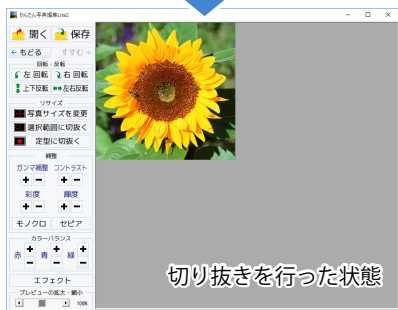 かんたん写真編集Lite2
開く 保存
もどる すすむ
回転・反転
左 回転 右 回転
上下反転 左右反転
リサイズ
写真サイズを変更
選択範囲に切抜く
定型に切抜く
補整
ガンマ補整 コントラスト
+ - + -
彩度 輝度
+ - + -
モノクロ セピア
カラーバランス
赤 + - 青 + - 緑 + -
エフェクト
プレビューの拡大・縮小
100%
切り抜きを行った状態